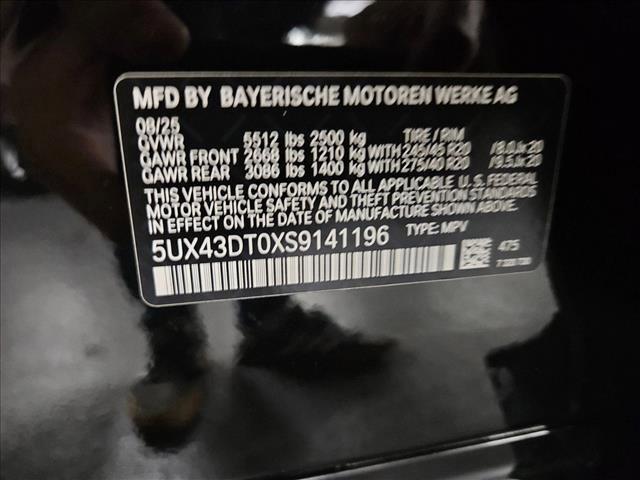 MFD BY BAYERISCHE MOTOREN WERKE AG
08/25
GVWR 5512 lbs 2500 kg TIRE / RIM
GAWR FRONT 2668 lbs 1210 kg WITH 245/45 R20 /8.0Jx20
GAWR REAR 3086 lbs 1400 kg WITH 275/40 R20 /9.5Jx20
THIS VEHICLE CONFORMS TO ALL APPLICABLE U.S. FEDERAL
MOTOR VEHICLE SAFETY AND THEFT PREVENTION STANDARDS
IN EFFECT ON THE DATE OF MANUFACTURE SHOWN ABOVE.
5UX43DT0XS9141196 TYPE: MPV
475